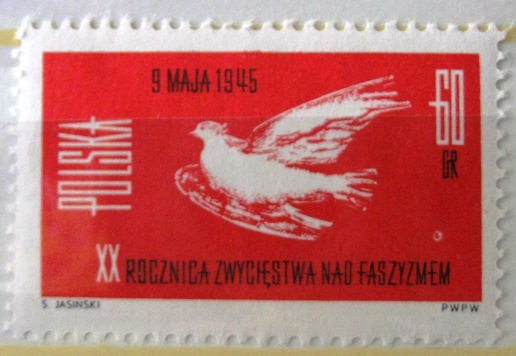 9 MAJA 1945
60
GR
POLSKA
XX ROCZNICA ZWYCIĘSTWA NAD FASZYZMEM
S. JASIŃSKI
PWPW